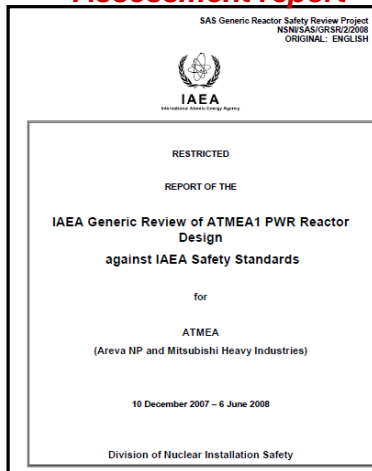 Assessment report
SAS Generic Reactor Safety Review Project
NSNI/SAS/GRSR/2/2008
ORIGINAL: ENGLISH
IAEA
International Atomic Energy Agency
RESTRICTED
REPORT OF THE
IAEA Generic Review of ATMEA1 PWR Reactor
Design
against IAEA Safety Standards
for
ATMEA
(Areva NP and Mitsubishi Heavy Industries)
10 December 2007 – 6 June 2008
Division of Nuclear Installation Safety